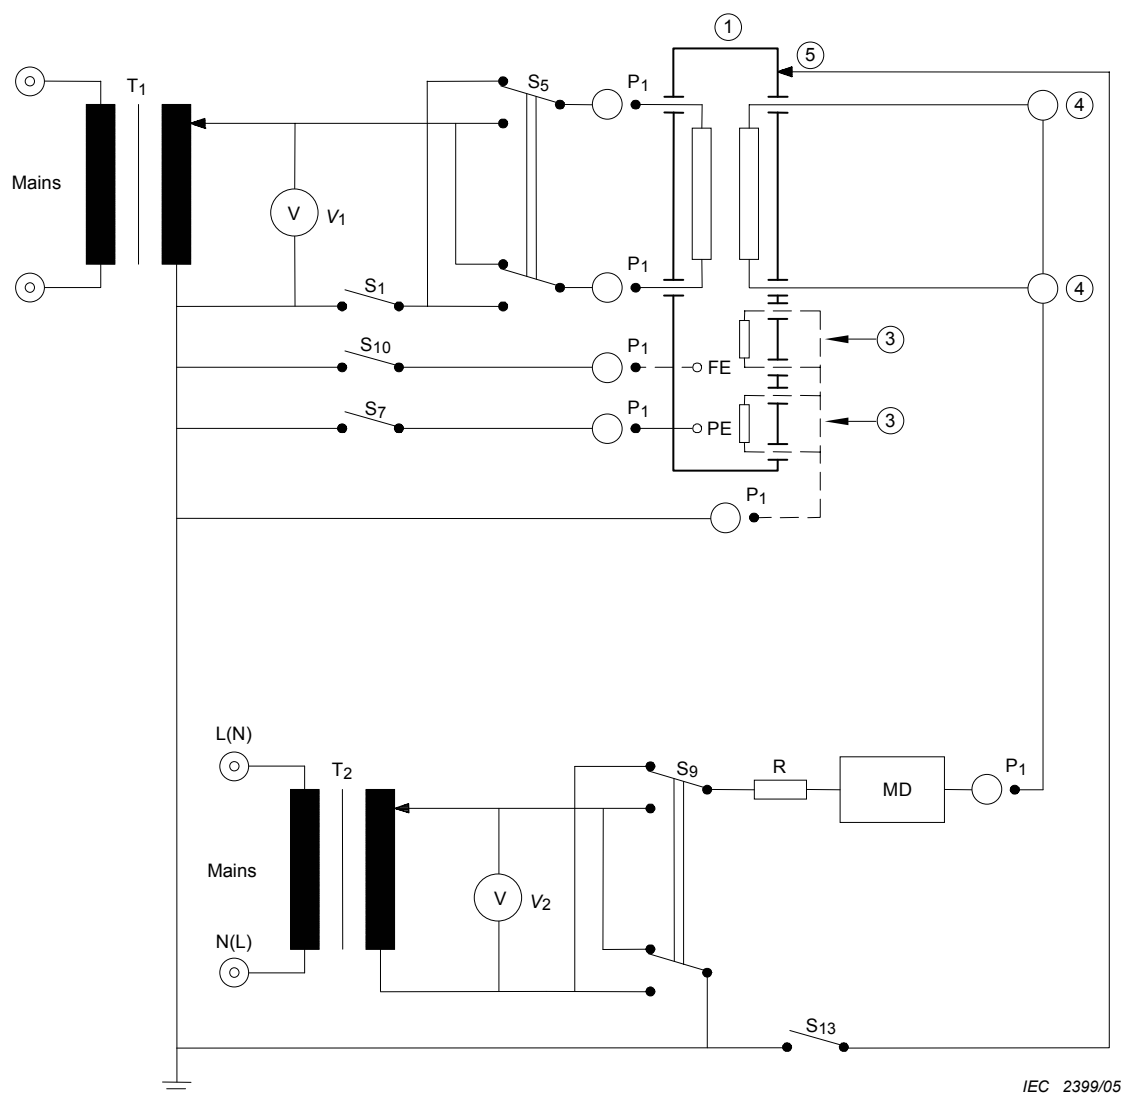 1
5
T1
S5
P1
4
Mains
V
V1
P1
4
S1
3
S10
P1
FE
S7
P1
PE
3
P1
L(N)
T2
S9
R
MD
P1
Mains
V
V2
N(L)
S13
IEC 2399/05